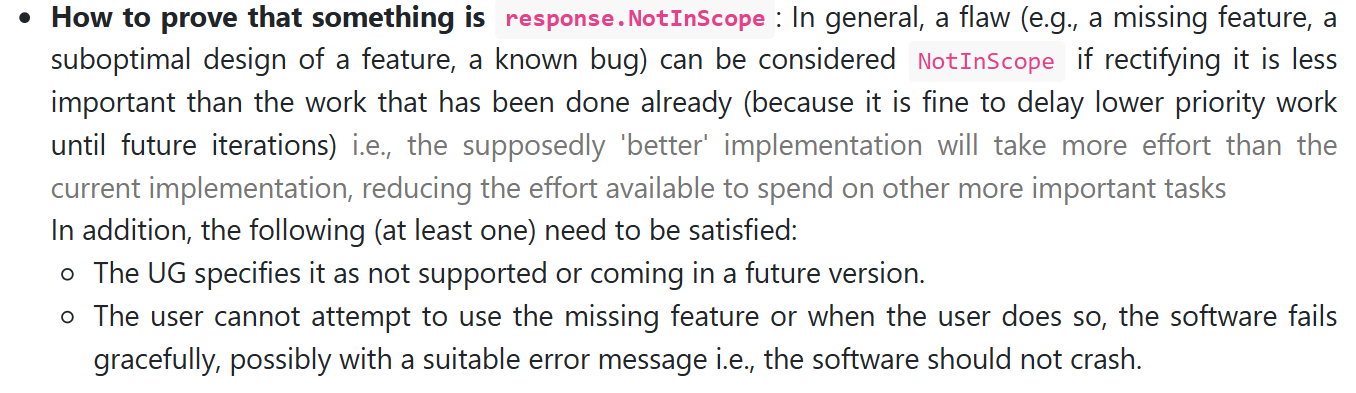 • How to prove that something is response.NotInScope: In general, a flaw (e.g., a missing feature, a
suboptimal design of a feature, a known bug) can be considered NotInScope if rectifying it is less
important than the work that has been done already (because it is fine to delay lower priority work
until future iterations) i.e., the supposedly 'better' implementation will take more effort than the
current implementation, reducing the effort available to spend on other more important tasks
In addition, the following (at least one) need to be satisfied:
○ The UG specifies it as not supported or coming in a future version.
○ The user cannot attempt to use the missing feature or when the user does so, the software fails
gracefully, possibly with a suitable error message i.e., the software should not crash.